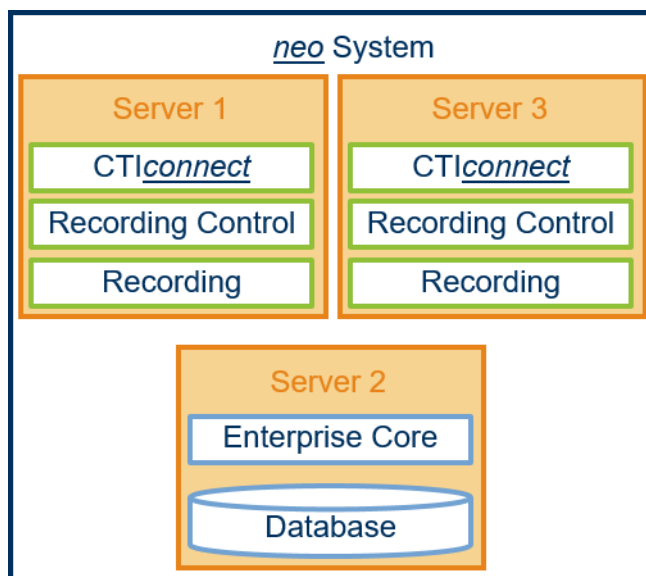 neo System
Server 1
CTIconnect
Recording Control
Recording
Server 3
CTIconnect
Recording Control
Recording
Server 2
Enterprise Core
Database